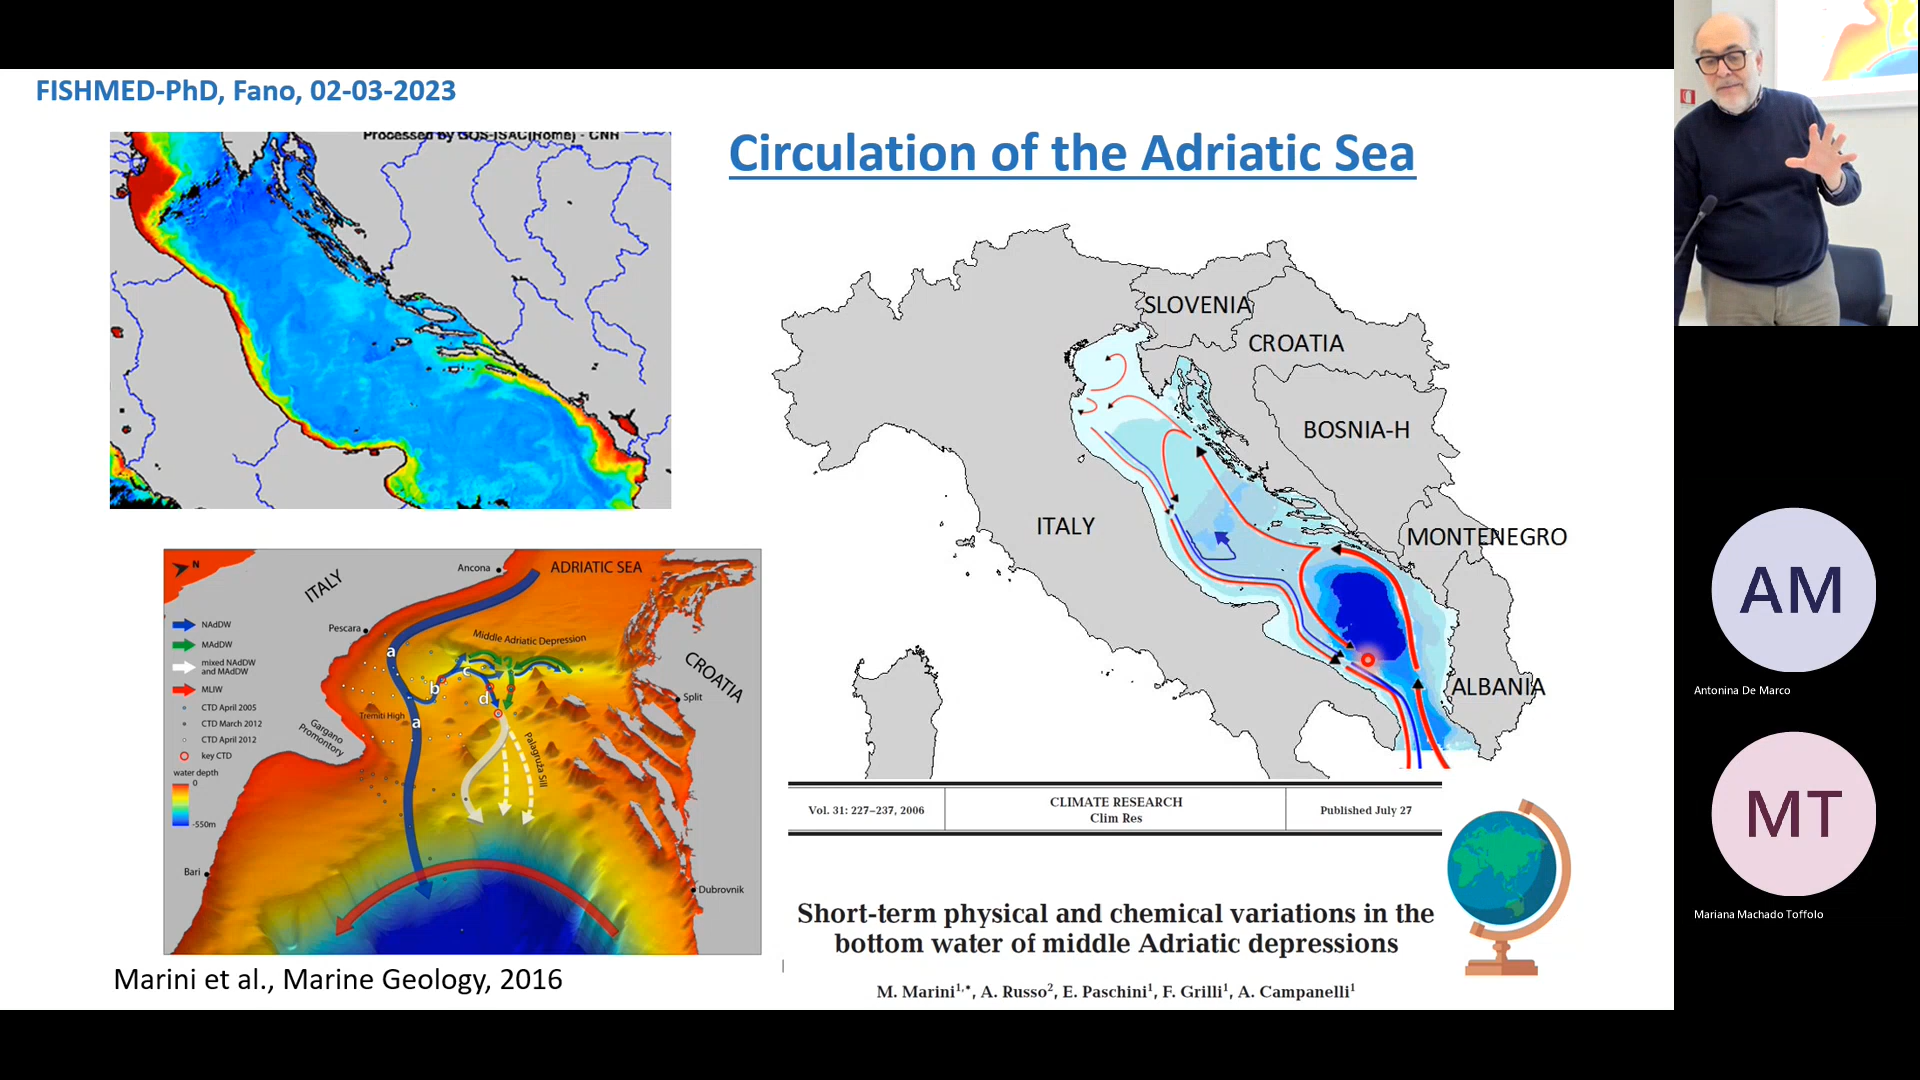 FISHMED-PhD, Fano, 02-03-2023
Processed by GOS-ISAC(Rome) - CNR
Circulation of the Adriatic Sea
SLOVENIA
CROATIA
BOSNIA-H
MONTENEGRO
ITALY
ALBANIA
N
ITALY
Ancona
ADRIATIC SEA
Pescara
Middle Adriatic Depression
CROATIA
NAdDW
MAdDW
mixed NAdDW
and MAdDW
MLIW
CTD April 2005
CTD March 2012
CTD April 2012
key CTD
water depth
0
-550m
a
b
c
d
a
Tremiti High
Gargano
Promontory
Palagruža Sill
Split
Bari
Dubrovnik
Marini et al., Marine Geology, 2016
Vol. 31: 227–237, 2006
CLIMATE RESEARCH
Clim Res
Published July 27
Short-term physical and chemical variations in the
bottom water of middle Adriatic depressions
M. Marini1,*, A. Russo2, E. Paschini1, F. Grilli1, A. Campanelli1
AM
Antonina De Marco
MT
Mariana Machado Toffolo